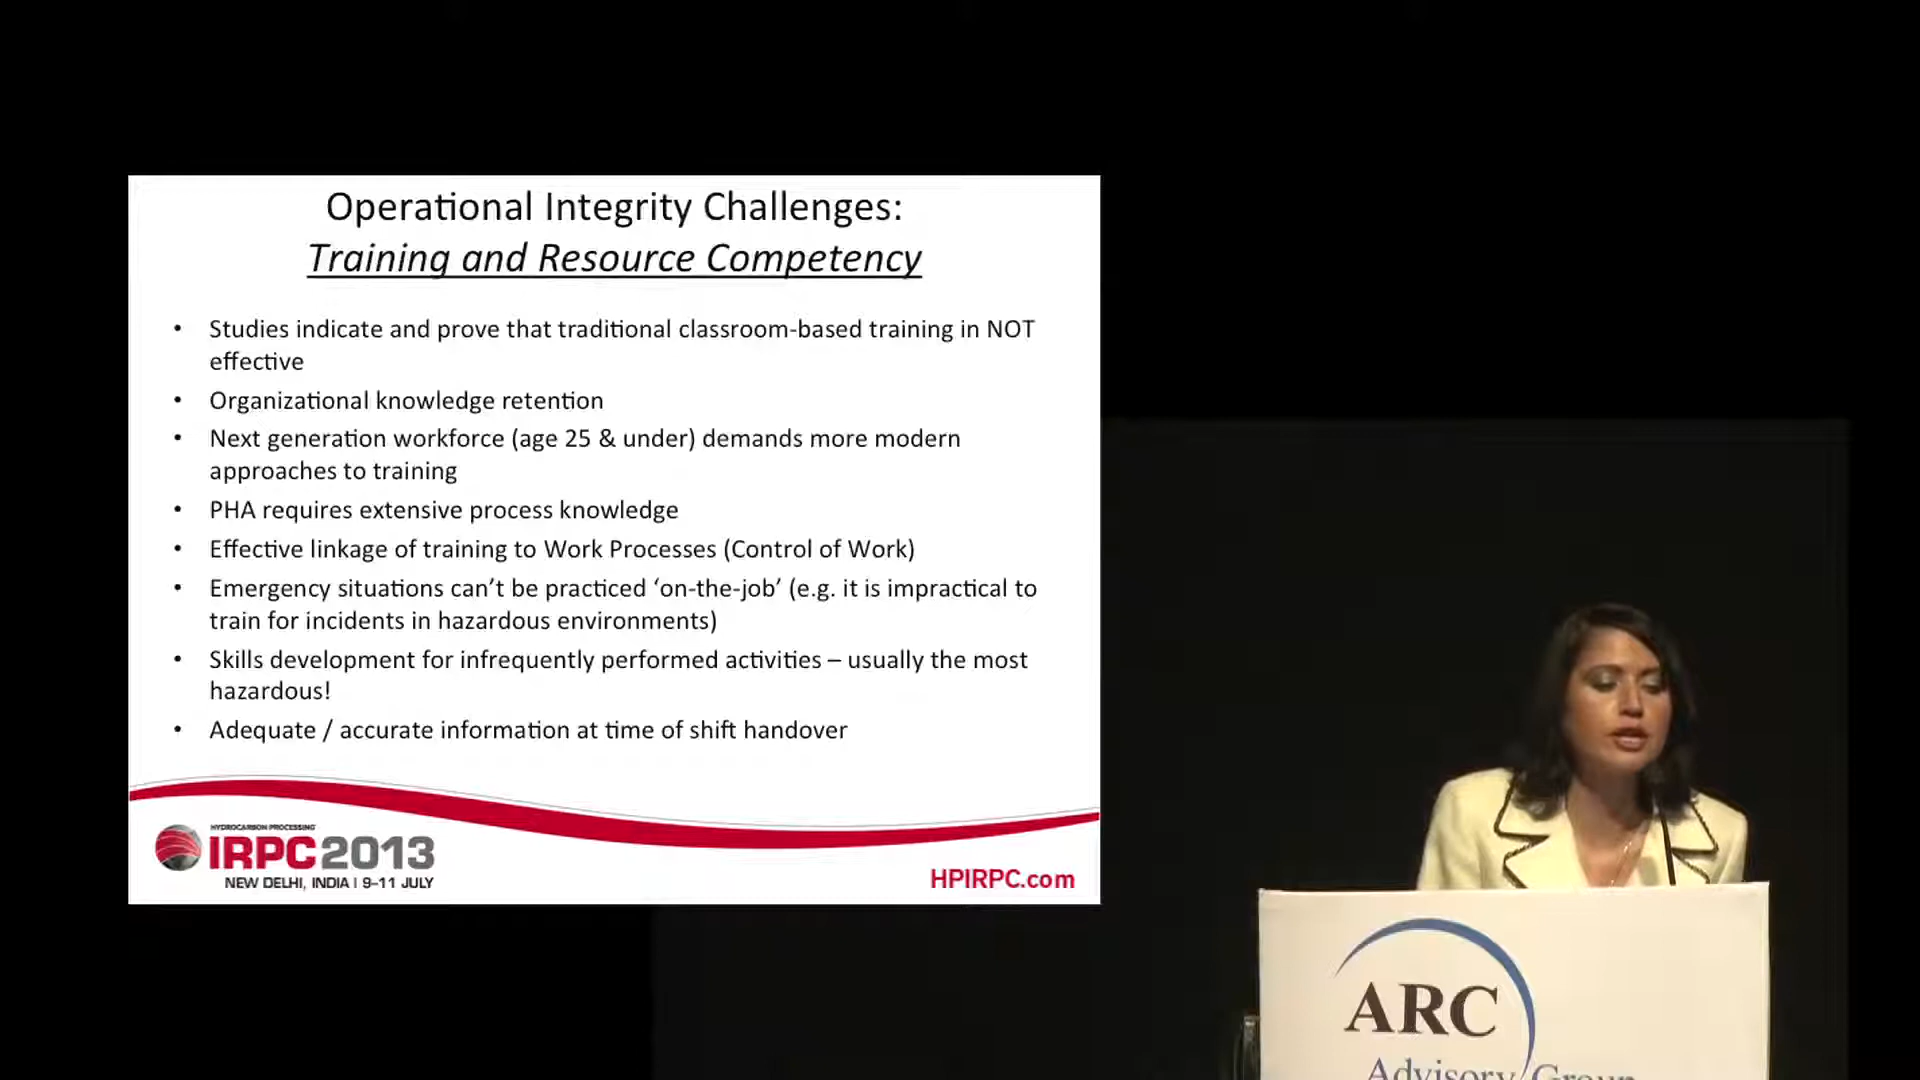 Operational Integrity Challenges:
Training and Resource Competency
• Studies indicate and prove that traditional classroom-based training in NOT
effective
• Organizational knowledge retention
• Next generation workforce (age 25 & under) demands more modern
approaches to training
• PHA requires extensive process knowledge
• Effective linkage of training to Work Processes (Control of Work)
• Emergency situations can’t be practiced ‘on-the-job’ (e.g. it is impractical to
train for incidents in hazardous environments)
• Skills development for infrequently performed activities – usually the most
hazardous!
• Adequate / accurate information at time of shift handover
HYDROCARBON PROCESSING
IRPC2013
NEW DELHI, INDIA | 9–11 JULY
HPIRPC.com
ARC
Advisory Group